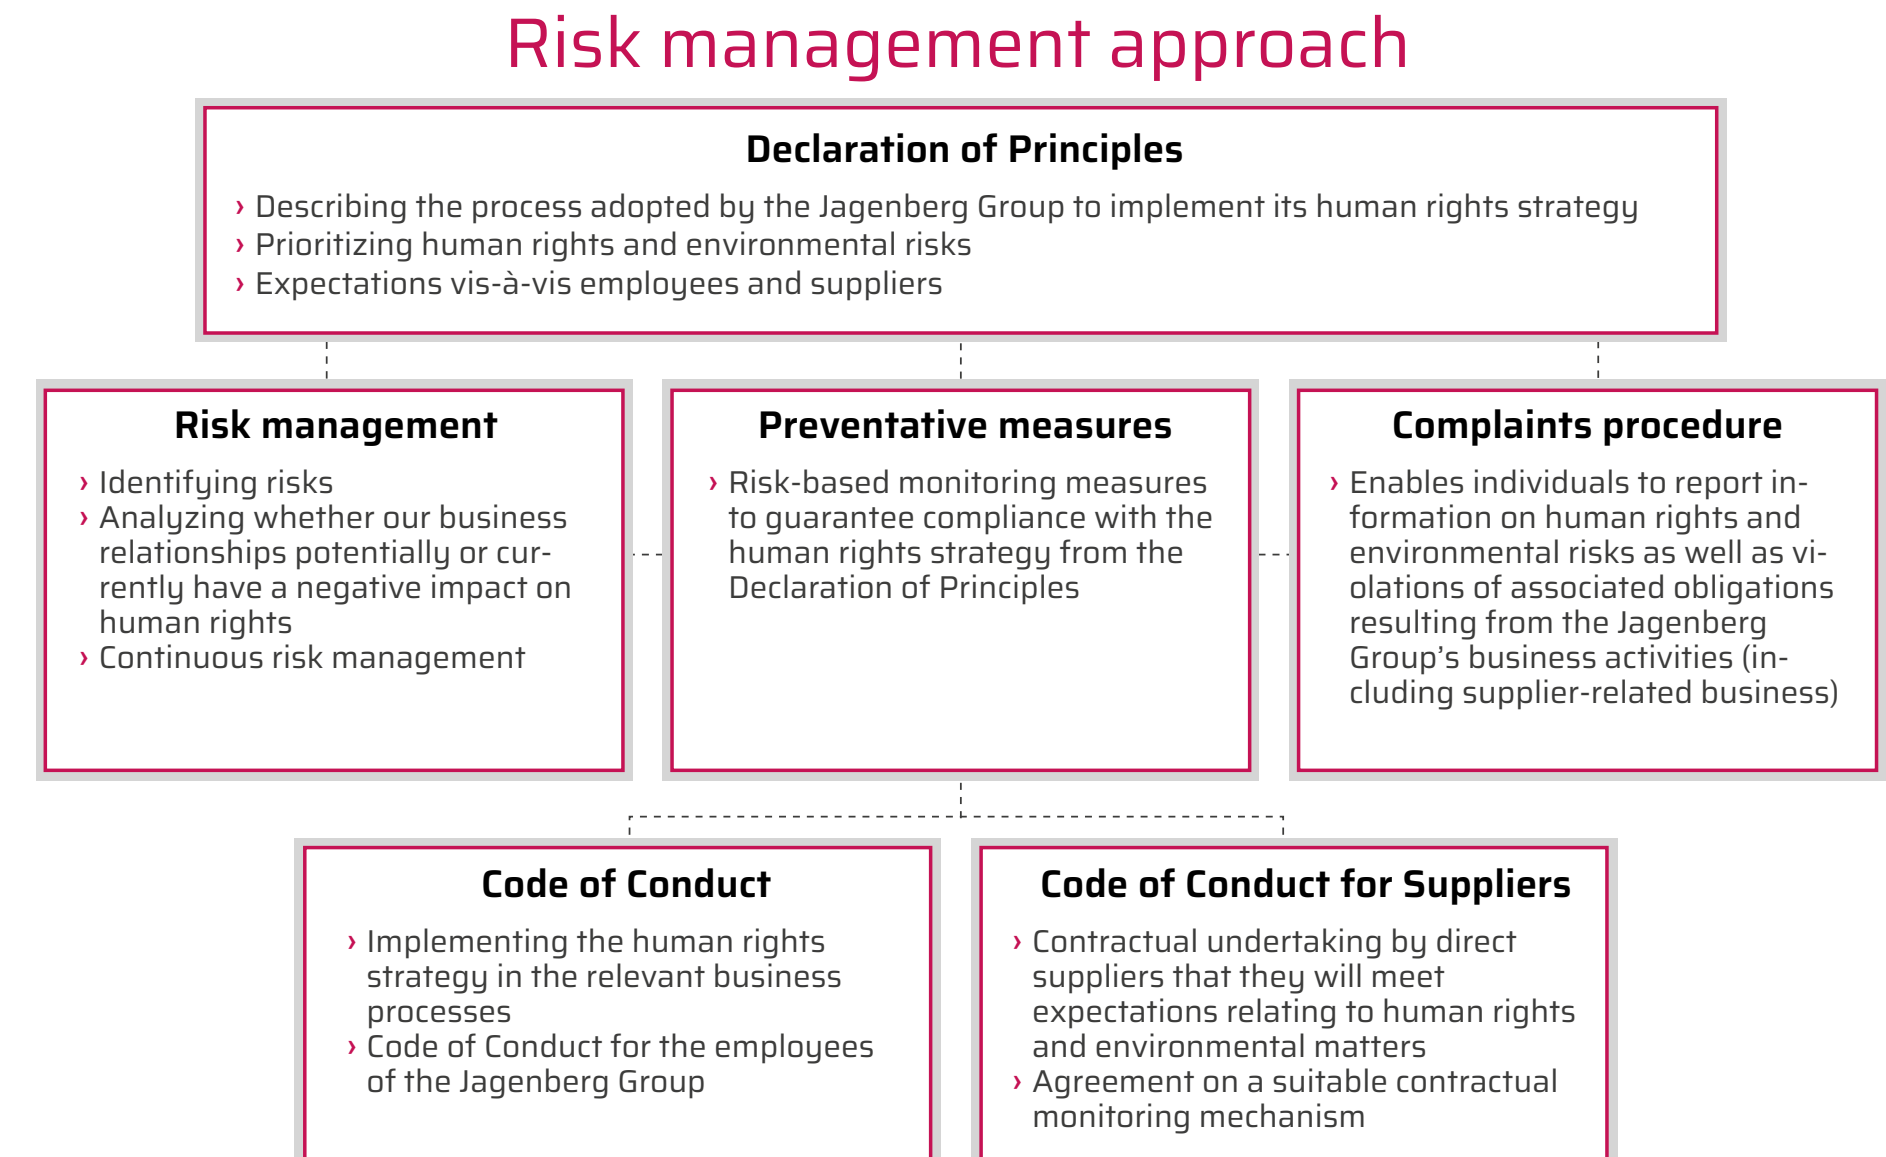 Risk management approach
Declaration of Principles
› Describing the process adopted by the Jagenberg Group to implement its human rights strategy
› Prioritizing human rights and environmental risks
› Expectations vis-à-vis employees and suppliers
Risk management
› Identifying risks
› Analyzing whether our business
relationships potentially or cur-
rently have a negative impact on
human rights
› Continuous risk management
Preventative measures
› Risk-based monitoring measures
to guarantee compliance with the
human rights strategy from the
Declaration of Principles
Complaints procedure
› Enables individuals to report in-
formation on human rights and
environmental risks as well as vi-
olations of associated obligations
resulting from the Jagenberg
Group’s business activities (in-
cluding supplier-related business)
Code of Conduct
› Implementing the human rights
strategy in the relevant business
processes
› Code of Conduct for the employees
of the Jagenberg Group
Code of Conduct for Suppliers
› Contractual undertaking by direct
suppliers that they will meet
expectations relating to human rights
and environmental matters
› Agreement on a suitable contractual
monitoring mechanism